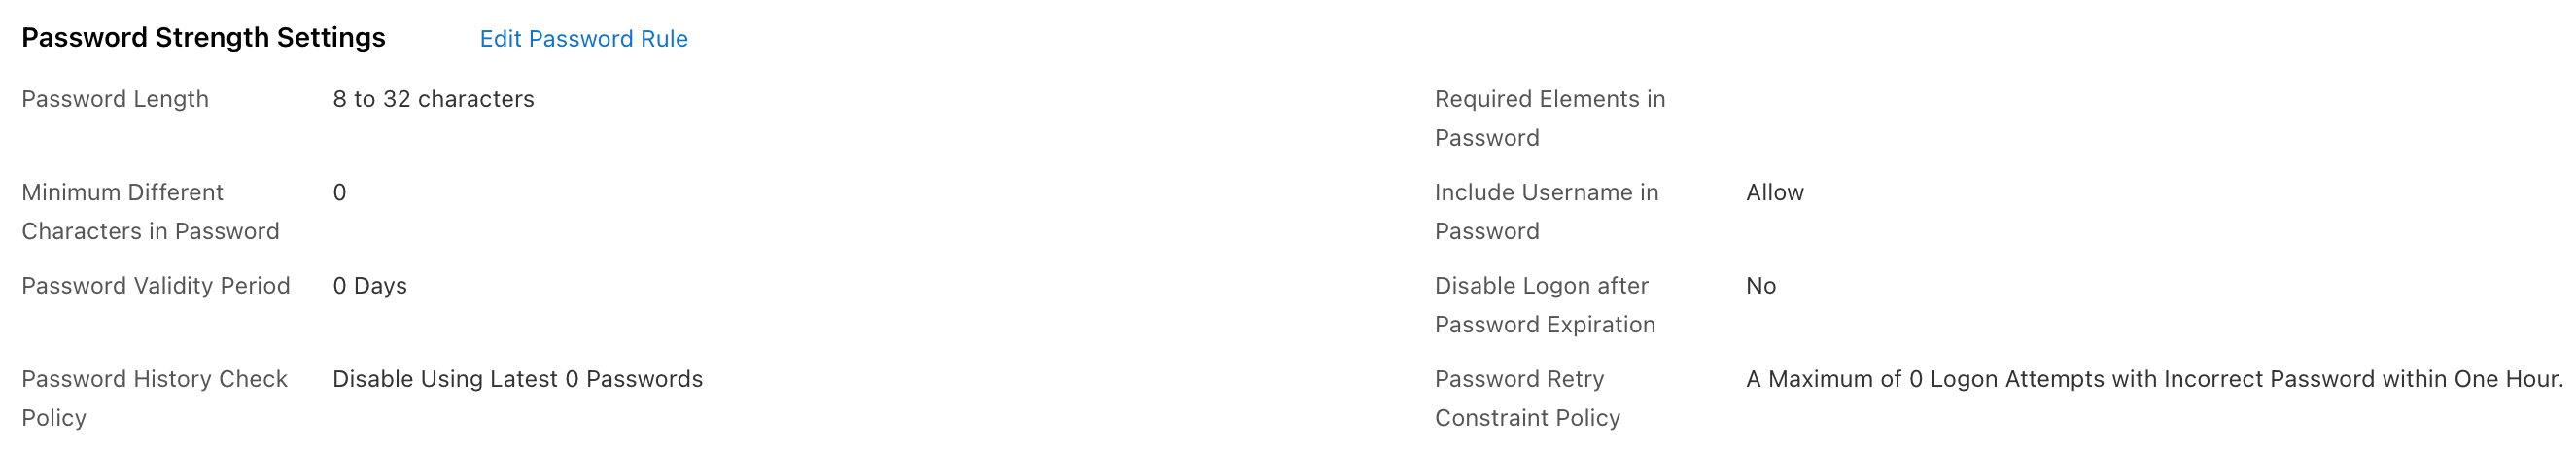 Password Strength Settings
Edit Password Rule
Password Length
8 to 32 characters
Required Elements in
Password
Minimum Different
Characters in Password
0
Include Username in
Password
Allow
Password Validity Period
0 Days
Disable Logon after
Password Expiration
No
Password History Check
Policy
Disable Using Latest 0 Passwords
Password Retry
Constraint Policy
A Maximum of 0 Logon Attempts with Incorrect Password within One Hour.